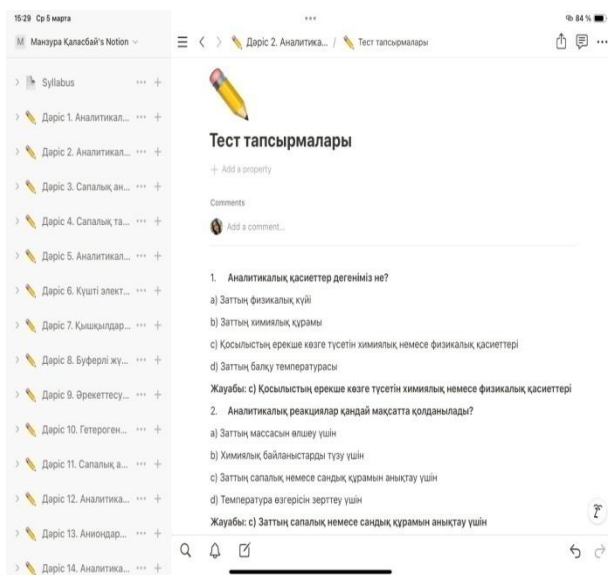 15:29 Ср 5 марта
84 %
М Манзура Қаласбай's Notion
Дәріс 2. Аналитика... / Тест тапсырмалары
Syllabus
Дәріс 1. Аналитикал...
Дәріс 2. Аналитикал...
Дәріс 3. Сапалық ан...
Дәріс 4. Сапалық та...
Дәріс 5. Аналитикал...
Дәріс 6. Күшті элект...
Дәріс 7. Қышқылдар...
Дәріс 8. Буферлі жү...
Дәріс 9. Әрекеттесу...
Дәріс 10. Гетероген...
Дәріс 11. Сапалық а...
Дәріс 12. Аналитика...
Дәріс 13. Аниондар...
Дәріс 14. Аналитика...
Тест тапсырмалары
+ Add a property
Comments
Add a comment...
1. Аналитикалық қасиеттер дегеніміз не?
a) Заттың физикалық күйі
b) Заттың химиялық құрамы
c) Қосылыстың ерекше көзге түсетін химиялық немесе физикалық қасиеттері
d) Заттың балқу температурасы
Жауабы: c) Қосылыстың ерекше көзге түсетін химиялық немесе физикалық қасиеттері
2. Аналитикалық реакциялар қандай мақсатта қолданылады?
a) Заттың массасын өлшеу үшін
b) Химиялық байланыстарды түзу үшін
c) Заттың сапалық немесе сандық құрамын анықтау үшін
d) Температура өзгерісін зерттеу үшін
Жауабы: c) Заттың сапалық немесе сандық құрамын анықтау үшін